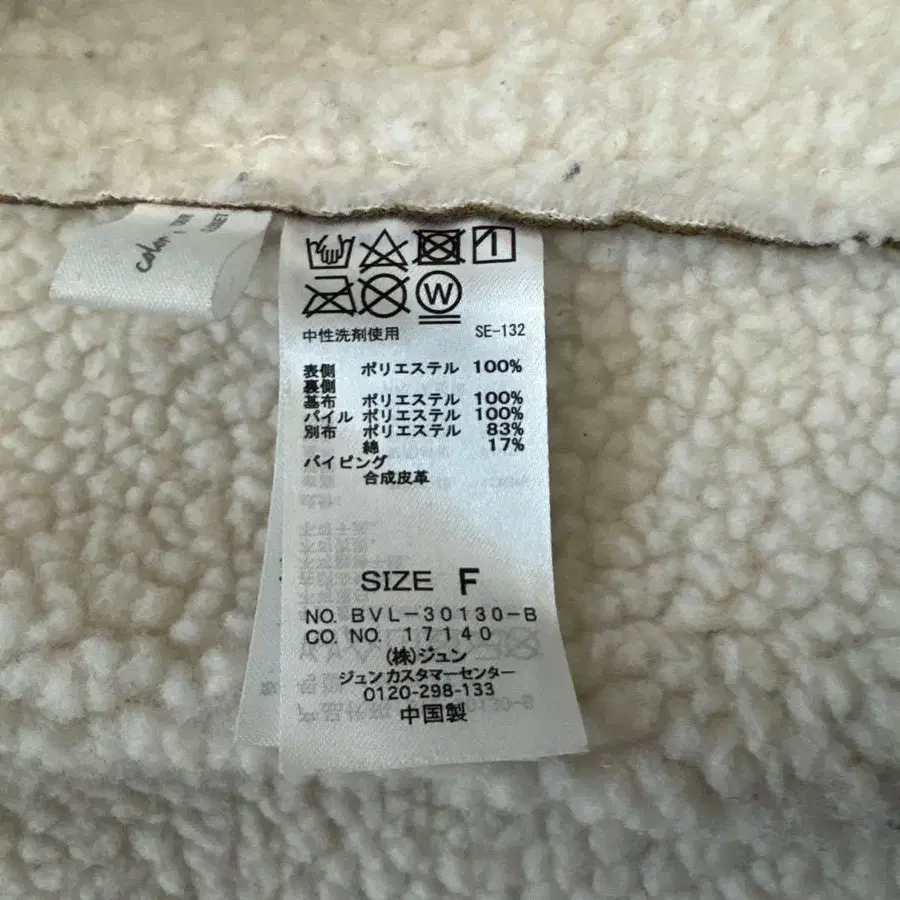 color
W
中性洗剤使用 SE-132
表側 ポリエステル 100%
裏側
基布 ポリエステル 100%
パイル ポリエステル 100%
別布 ポリエステル 83%
綿 17%
パイピング
合成皮革
SIZE F
NO. BVL-30130-B
CO. NO. 17140
(株)ジュン
ジュンカスタマーセンター
0120-298-133
中国製